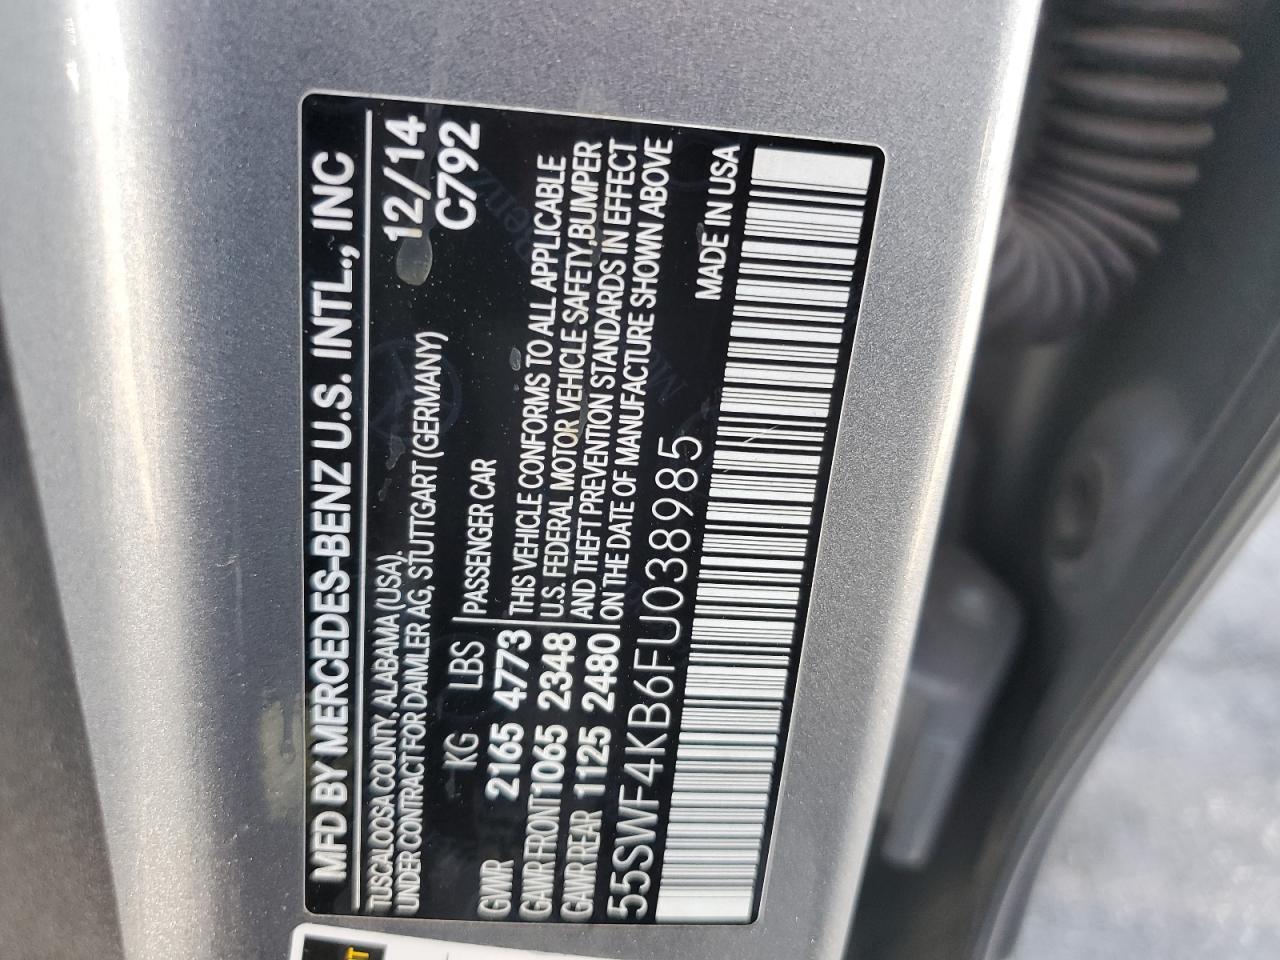 MFD BY MERCEDES-BENZ U.S. INTL., INC
TUSCALOOSA COUNTY, ALABAMA (USA). 12/14
UNDER CONTRACT FOR DAIMLER AG, STUTTGART (GERMANY)
C792
KG LBS PASSENGER CAR
GVWR 2165 4773 THIS VEHICLE CONFORMS TO ALL APPLICABLE
GAWR FRONT 1065 2348 U.S. FEDERAL MOTOR VEHICLE SAFETY,BUMPER
GAWR REAR 1125 2480 AND THEFT PREVENTION STANDARDS IN EFFECT
ON THE DATE OF MANUFACTURE SHOWN ABOVE
55SWF4KB6FU038985 MADE IN USA